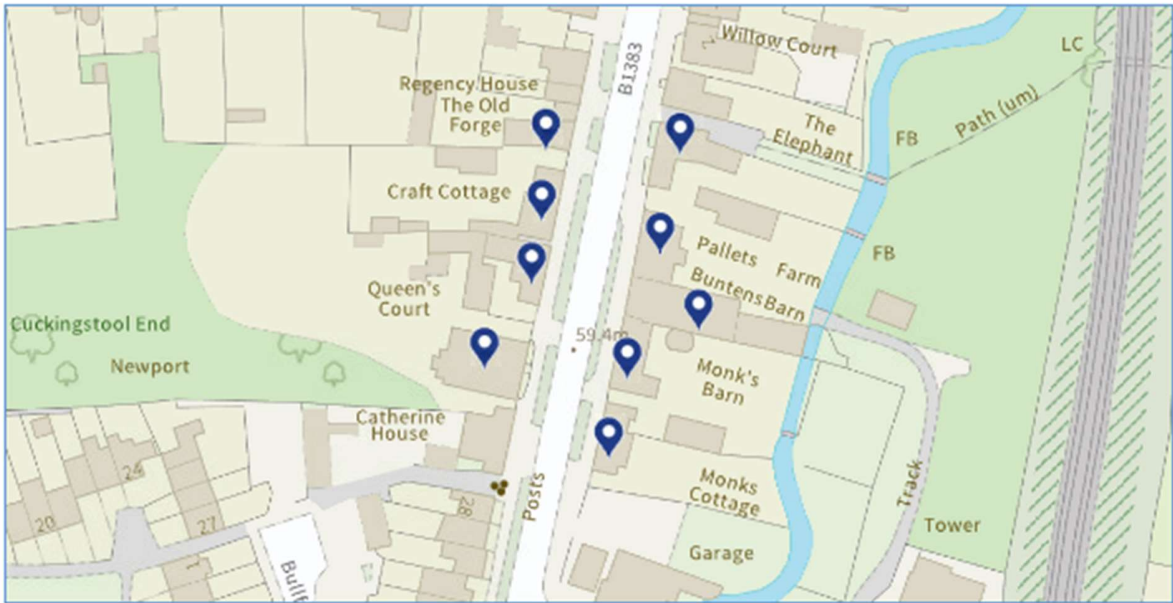 Willow Court
LC
B1383
Regency House
The Old
Forge
The
Elephant
FB
Path (um)
Craft Cottage
Pallets
Farm
FB
Queen's
Court
Buntens
Barn
Cuckingstool End
Newport
59.4m
Monk's
Barn
Catherine
House
24
20
27
1
28
Posts
Monks
Cottage
Track
Tower
Garage